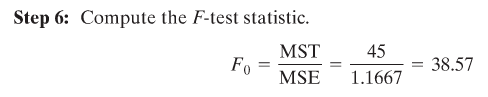 Step 6: Compute the F-test statistic.
F₀ = MST / MSE = 45 / 1.1667 = 38.57